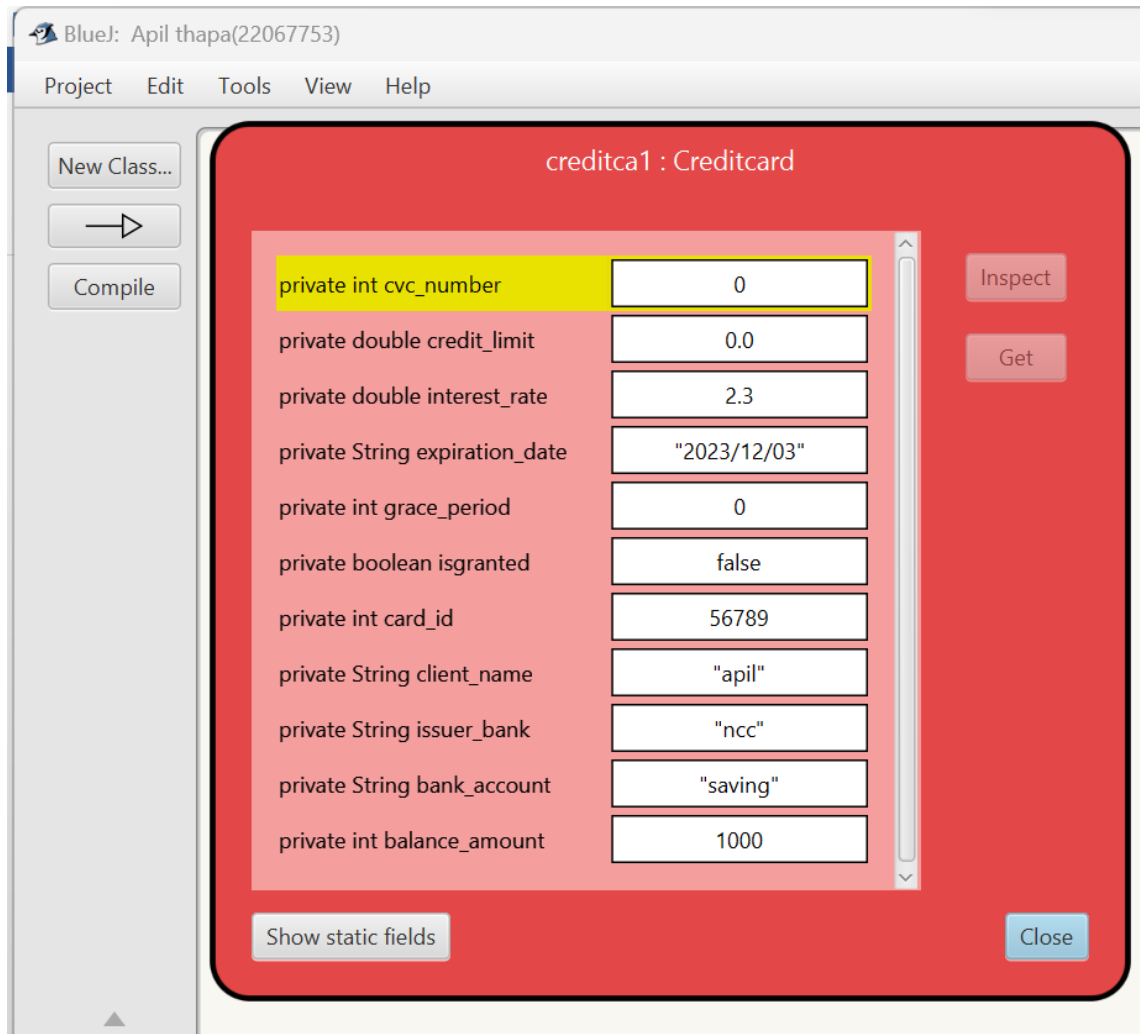 BlueJ: Apil thapa(22067753)
Project Edit Tools View Help
New Class...
Compile
creditca1 : Creditcard
private int cvc_number 0
private double credit_limit 0.0
private double interest_rate 2.3
private String expiration_date "2023/12/03"
private int grace_period 0
private boolean isgranted false
private int card_id 56789
private String client_name "apil"
private String issuer_bank "ncc"
private String bank_account "saving"
private int balance_amount 1000
Inspect
Get
Show static fields
Close